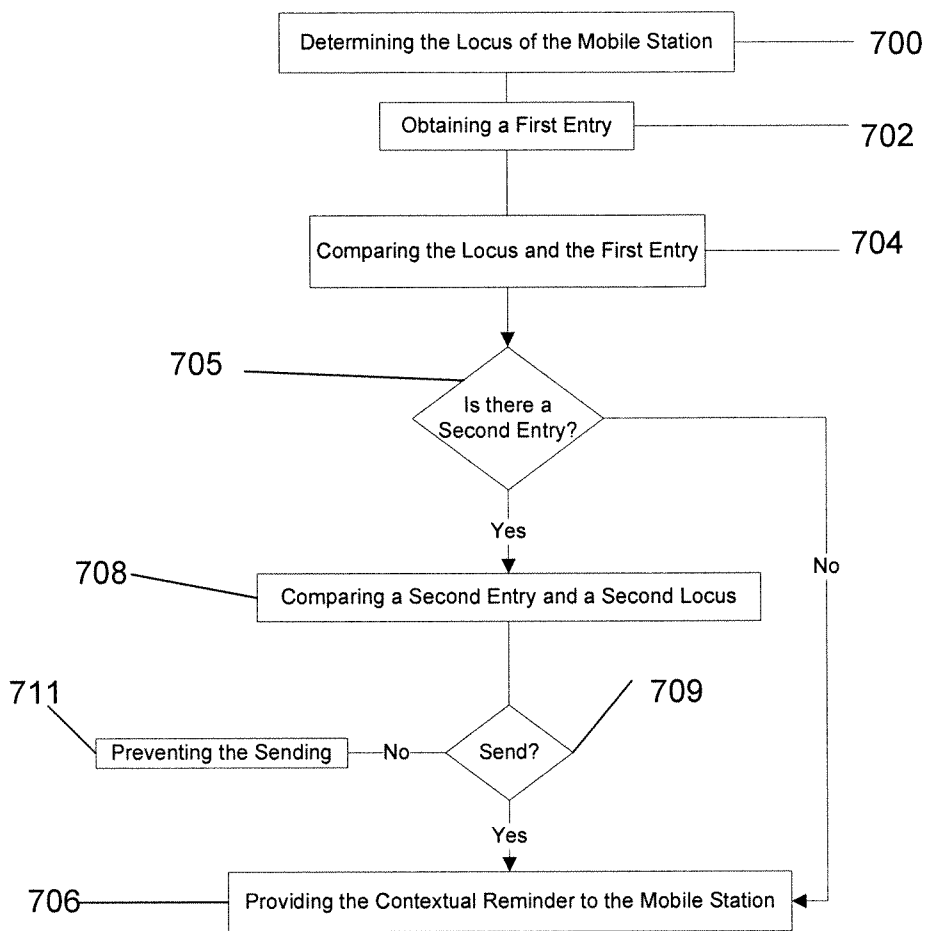 Determining the Locus of the Mobile Station
700
Obtaining a First Entry
702
Comparing the Locus and the First Entry
704
705
Is there a
Second Entry?
Yes
No
708
Comparing a Second Entry and a Second Locus
711
709
Preventing the Sending
No
Send?
Yes
706
Providing the Contextual Reminder to the Mobile Station